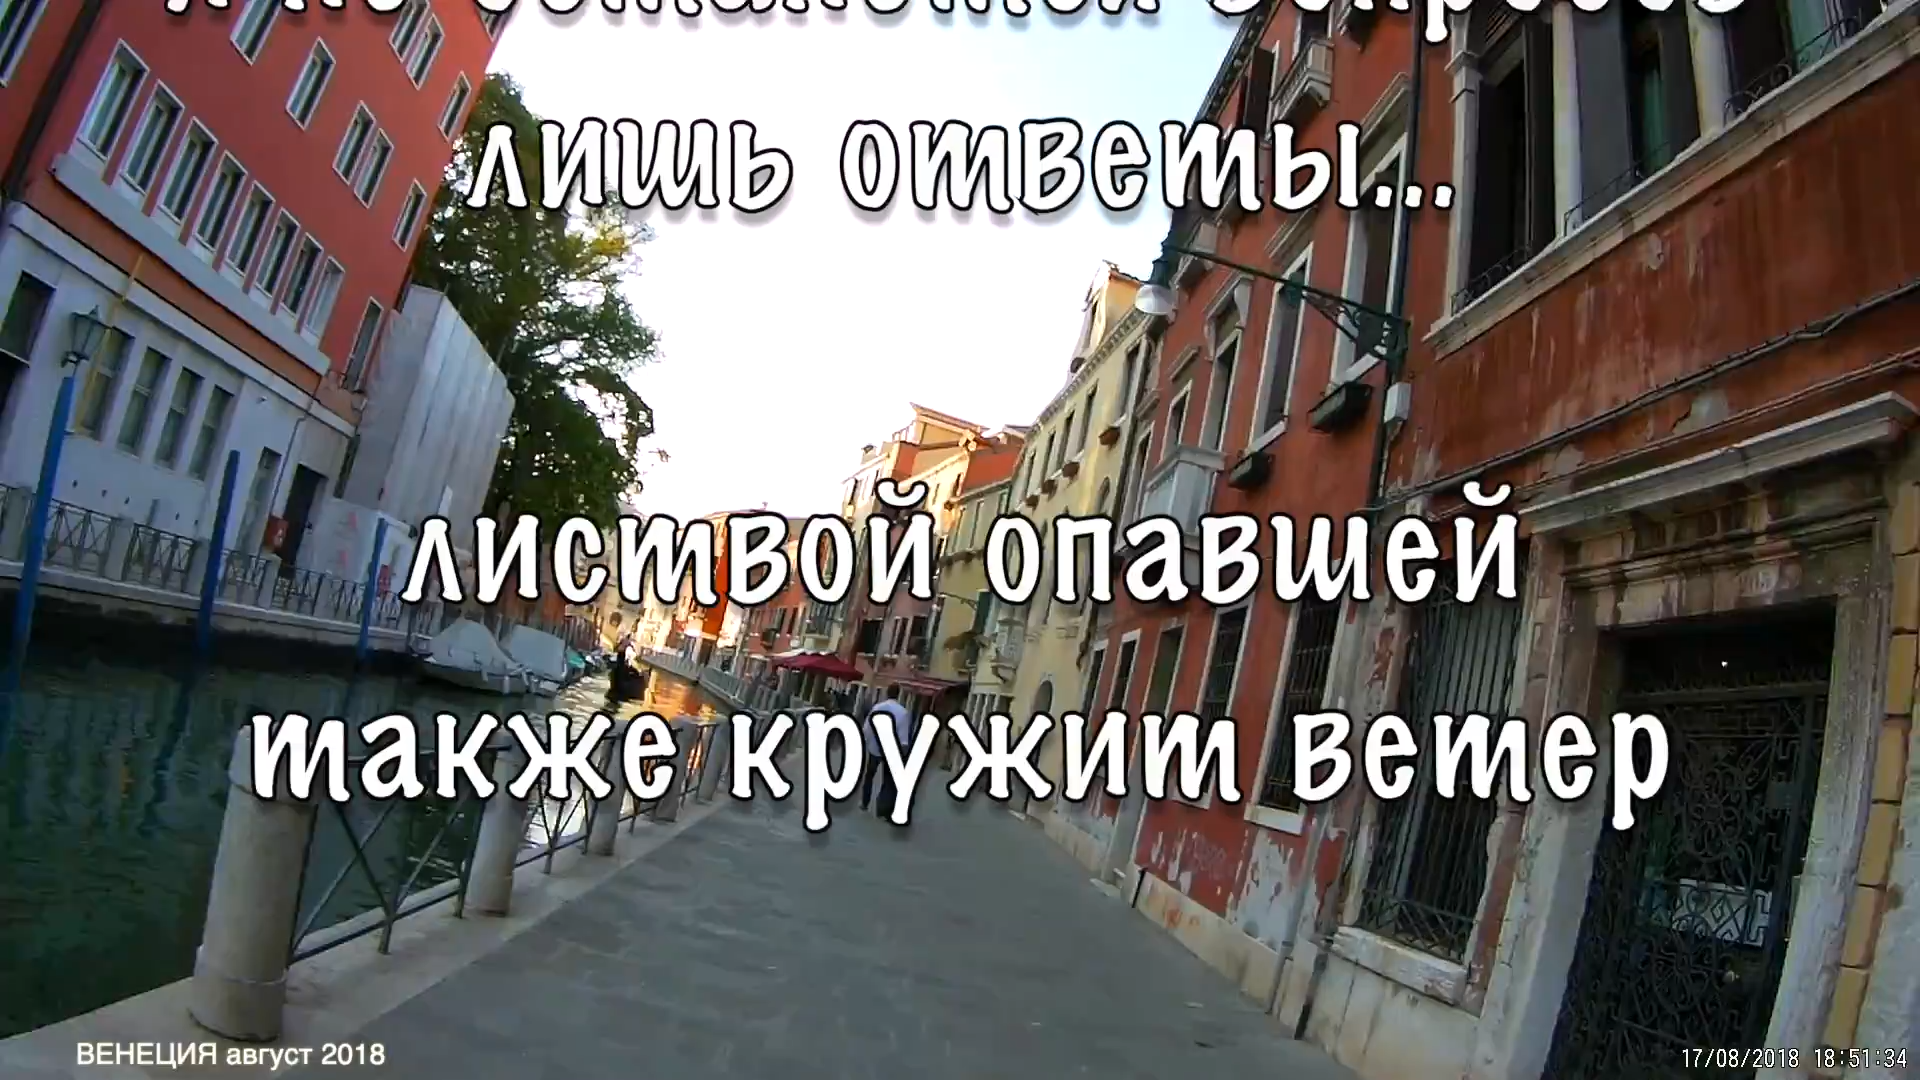 лишь ответы...
листвой опавшей
также кружит ветер
ВЕНЕЦИЯ август 2018
17/08/2018 18:51:34